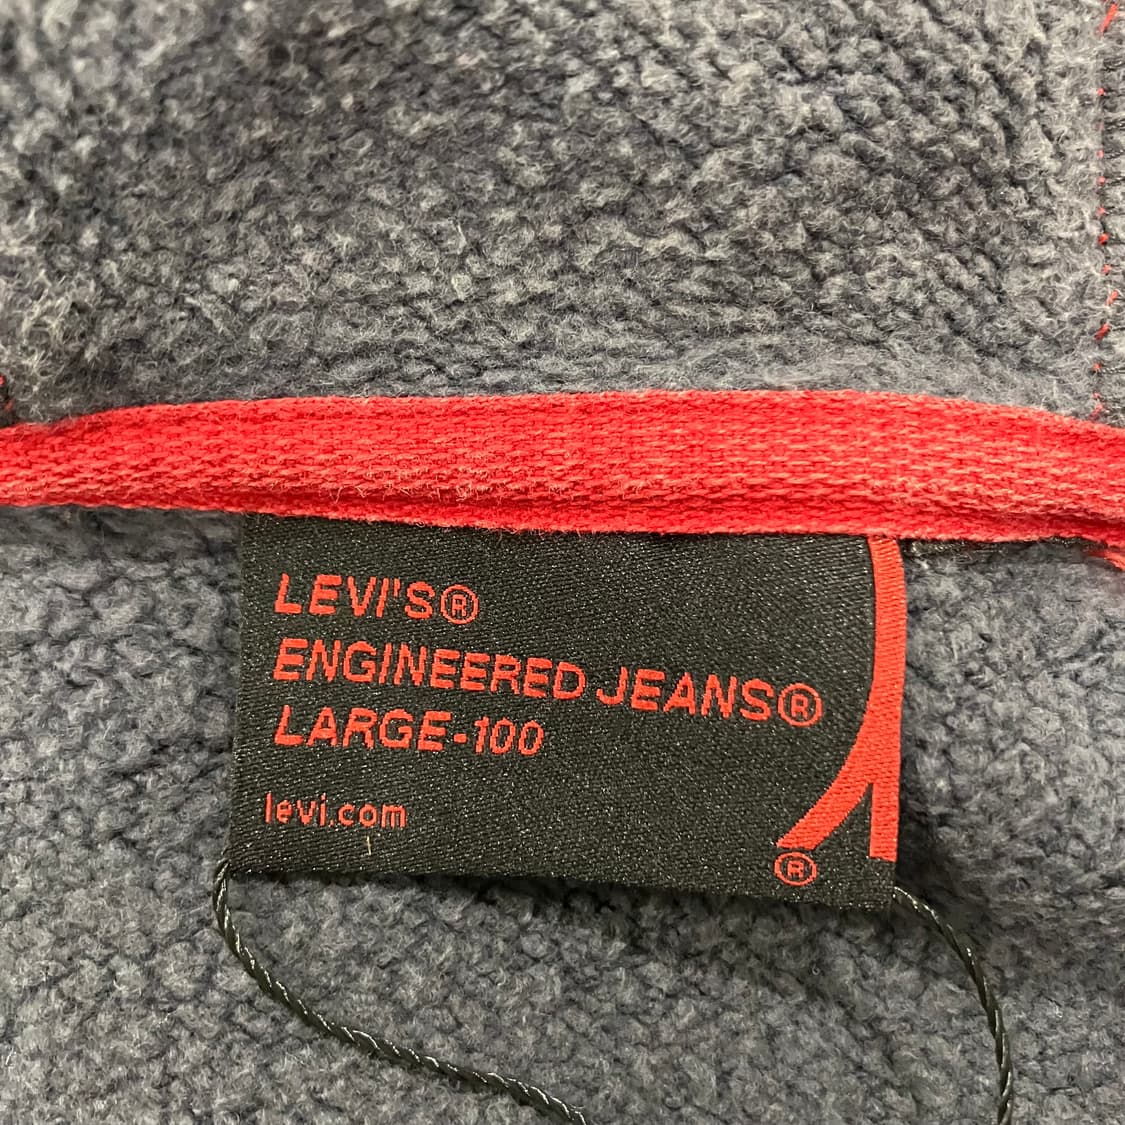 LEVI'S®
ENGINEERED JEANS®
LARGE-100
levi.com
®